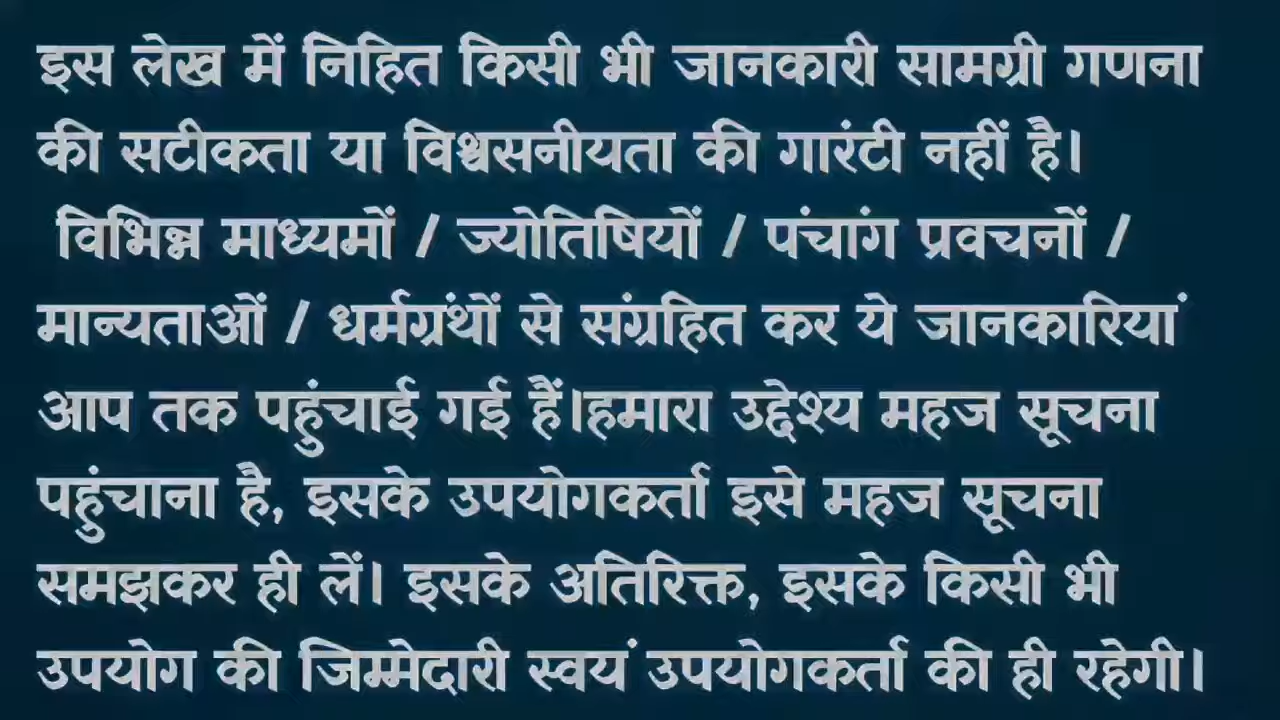 इस लेख में निहित किसी भी जानकारी सामग्री गणना
की सटीकता या विश्वसनीयता की गारंटी नहीं है।
विभिन्न माध्यमों / ज्योतिषियों / पंचांग प्रवचनों /
मान्यताओं / धर्मग्रंथों से संग्रहित कर ये जानकारियां
आप तक पहुंचाई गई हैं।हमारा उद्देश्य महज सूचना
पहुंचाना है, इसके उपयोगकर्ता इसे महज सूचना
समझकर ही लें। इसके अतिरिक्त, इसके किसी भी
उपयोग की जिम्मेदारी स्वयं उपयोगकर्ता की ही रहेगी।